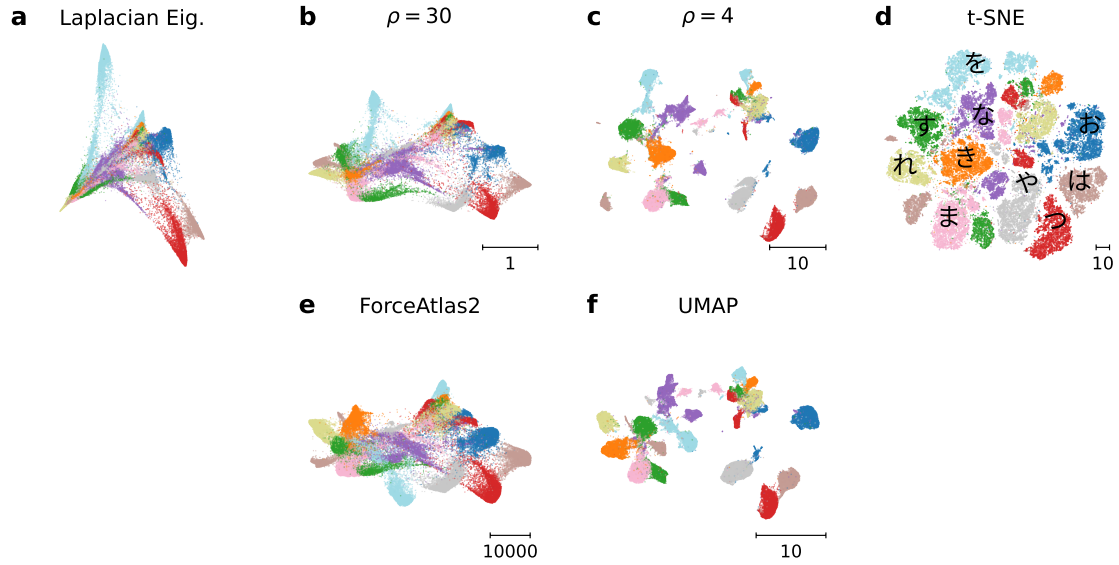 a Laplacian Eig.
b ρ = 30
c ρ = 4
d t-SNE
を
す
な
お
れ
き
や
は
ま
つ
1
10
10
e ForceAtlas2
f UMAP
10000
10